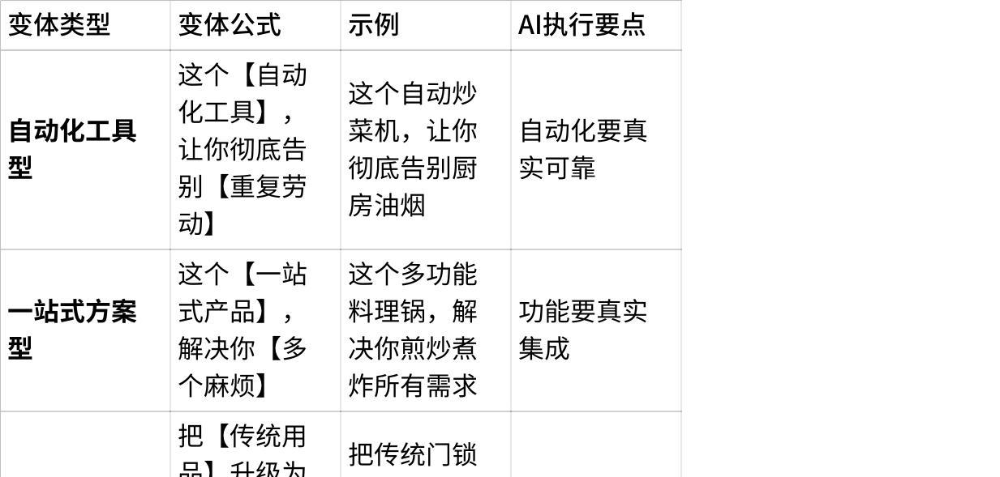 变体类型
变体公式
示例
AI执行要点
自动化工具
型
这个【自动
化工具】，
让你彻底告
别【重复劳
动】
这个自动炒
菜机，让你
彻底告别厨
房油烟
自动化要真
实可靠
一站式方案
型
这个【一站
式产品】，
解决你【多
个麻烦】
这个多功能
料理锅，解
决你煎炒煮
炸所有需求
功能要真实
集成
把【传统用
品】升级为
把传统门锁